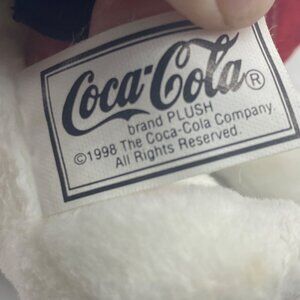 Coca-Cola®
brand PLUSH
©1998 The Coca-Cola Company.
All Rights Reserved.